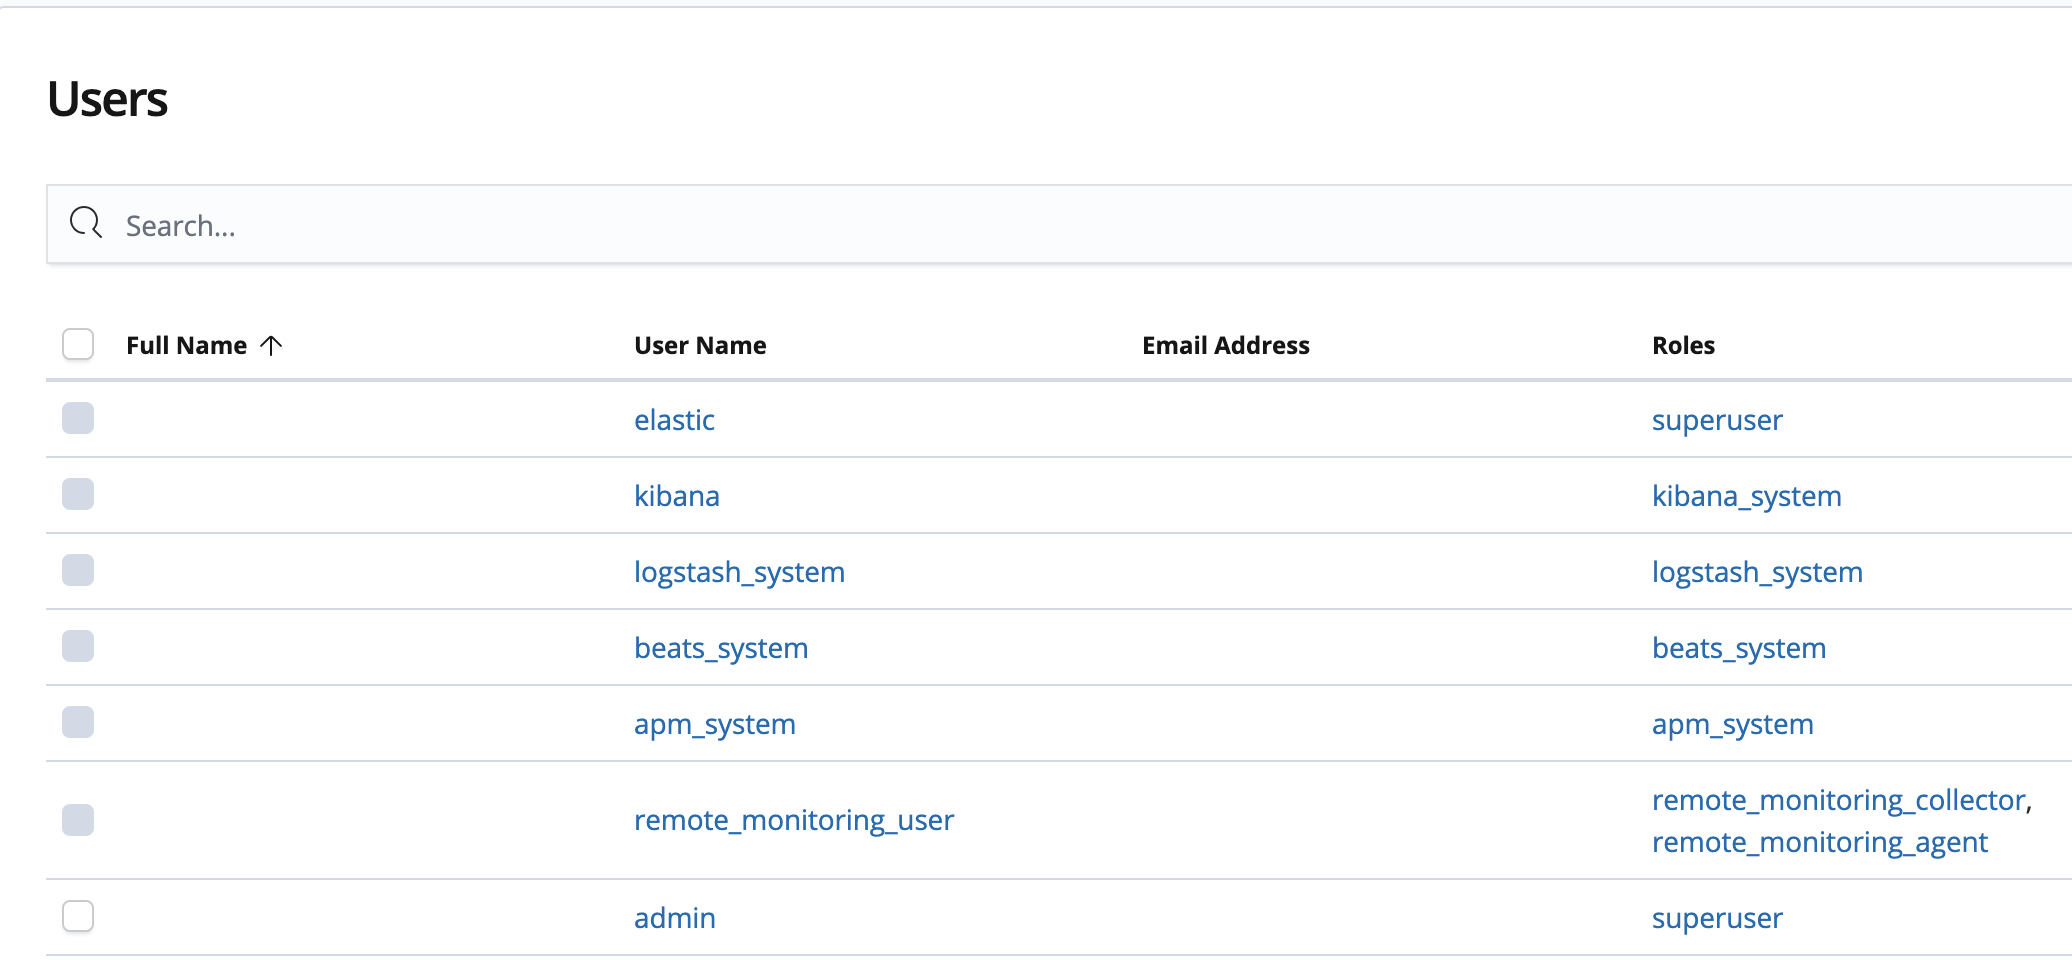 Users
Search...
Full Name User Name Email Address Roles
elastic superuser
kibana kibana_system
logstash_system logstash_system
beats_system beats_system
apm_system apm_system
remote_monitoring_user remote_monitoring_collector,
remote_monitoring_agent
admin superuser